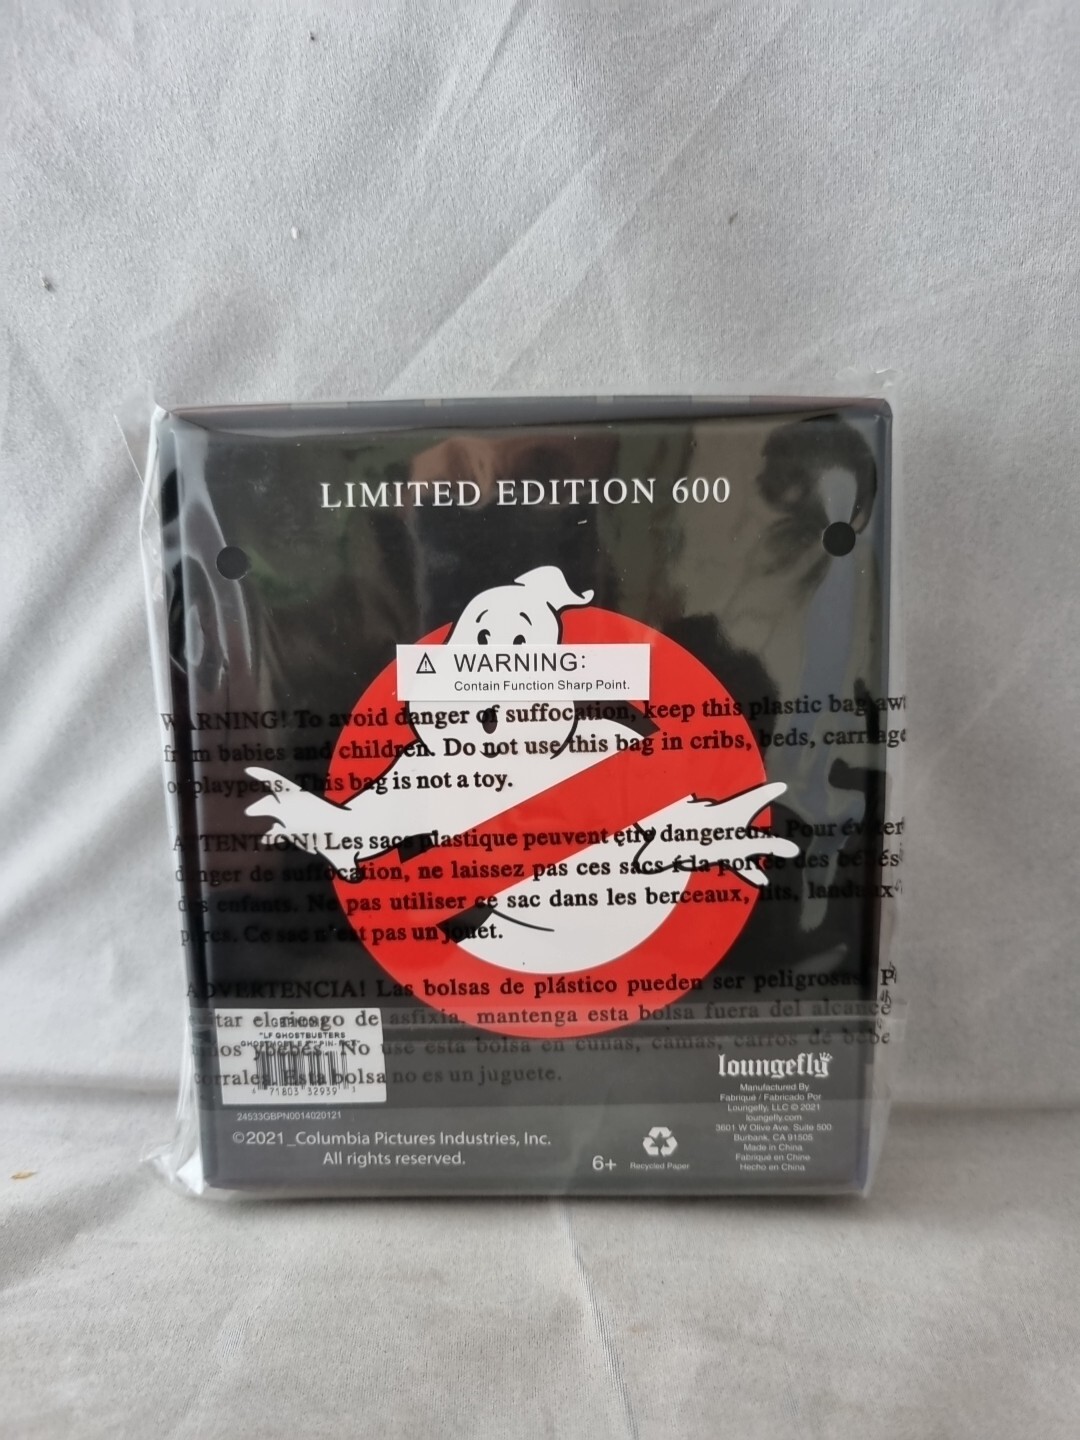 LIMITED EDITION 600
WARNING:
Contain Function Sharp Point.
WARNING! To avoid danger of suffocation, keep this plastic bag aw
from babies and children. Do not use this bag in cribs, beds, carriage
or playpens. This bag is not a toy.
ATTENTION! Les sacs plastique peuvent être dangereux. Pour éviter
danger de suffocation, ne laissez pas ces sacs à la portée des bébés
des enfants. Ne pas utiliser ce sac dans les berceaux, lits, landaux
parcs. Ce sac n'est pas un jouet.
ADVERTENCIA! Las bolsas de plástico pueden ser peligrosas. P
itar el riesgo de asfixia, mantenga esta bolsa fuera del alcance
niños y bebés. No use esta bolsa en cunas, camas, carros de bebe
corrales. Esta bolsa no es un juguete.
"LF GHOSTBUSTERS
71803 32939
24533GBPN0014020121
©2021 Columbia Pictures Industries, Inc.
All rights reserved.
6+
Recycled Paper
loungefly
Manufactured By
Fabriqué / Fabricado Por
Loungefly, LLC © 2021
loungefly.com
3601 W Olive Ave. Suite 500
Burbank, CA 91505
Made in China
Fabriqué en Chine
Hecho en China